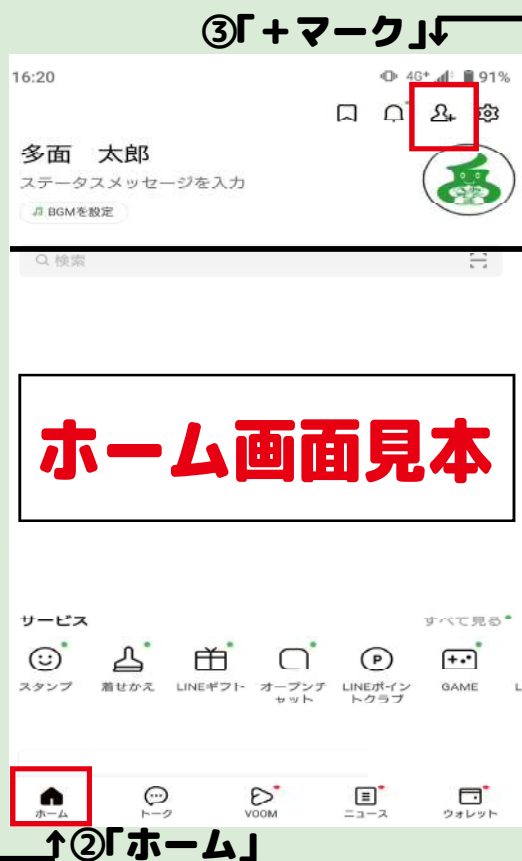 ③「＋マーク」↓
16:20 4G+ 91%
多面　太郎
ステータスメッセージを入力
BGMを設定
検索
ホーム画面見本
サービス すべて見る
スタンプ 着せかえ LINEギフト オープンチャット LINEポイントクラブ GAME L
ホーム トーク VOOM ニュース ウォレット
↑②「ホーム」